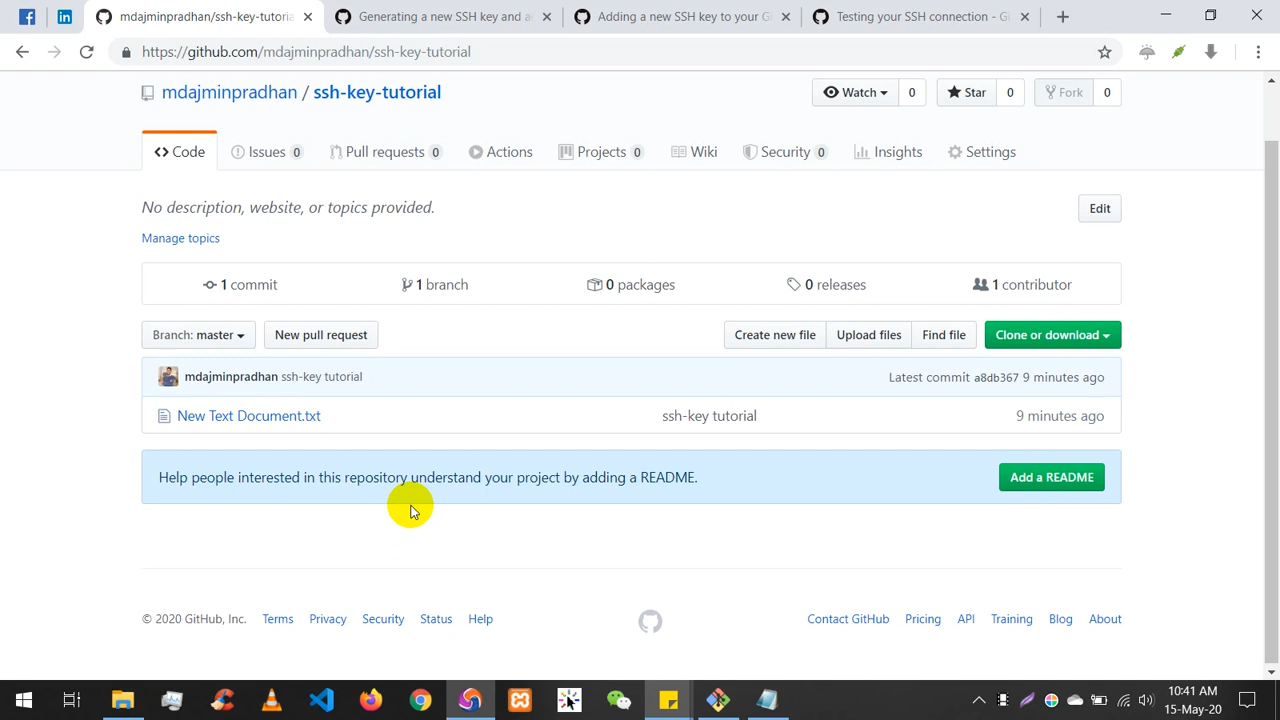 mdajminpradhan/ssh-key-tutoria
Generating a new SSH key and a
Adding a new SSH key to your G
Testing your SSH connection - G
https://github.com/mdajminpradhan/ssh-key-tutorial
mdajminpradhan / ssh-key-tutorial
Watch 0 Star 0 Fork 0
Code Issues 0 Pull requests 0 Actions Projects 0 Wiki Security 0 Insights Settings
No description, website, or topics provided.
Edit
Manage topics
1 commit 1 branch 0 packages 0 releases 1 contributor
Branch: master New pull request Create new file Upload files Find file Clone or download
mdajminpradhan ssh-key tutorial Latest commit a8db367 9 minutes ago
New Text Document.txt ssh-key tutorial 9 minutes ago
Help people interested in this repository understand your project by adding a README. Add a README
© 2020 GitHub, Inc. Terms Privacy Security Status Help Contact GitHub Pricing API Training Blog About
10:41 AM
15-May-20